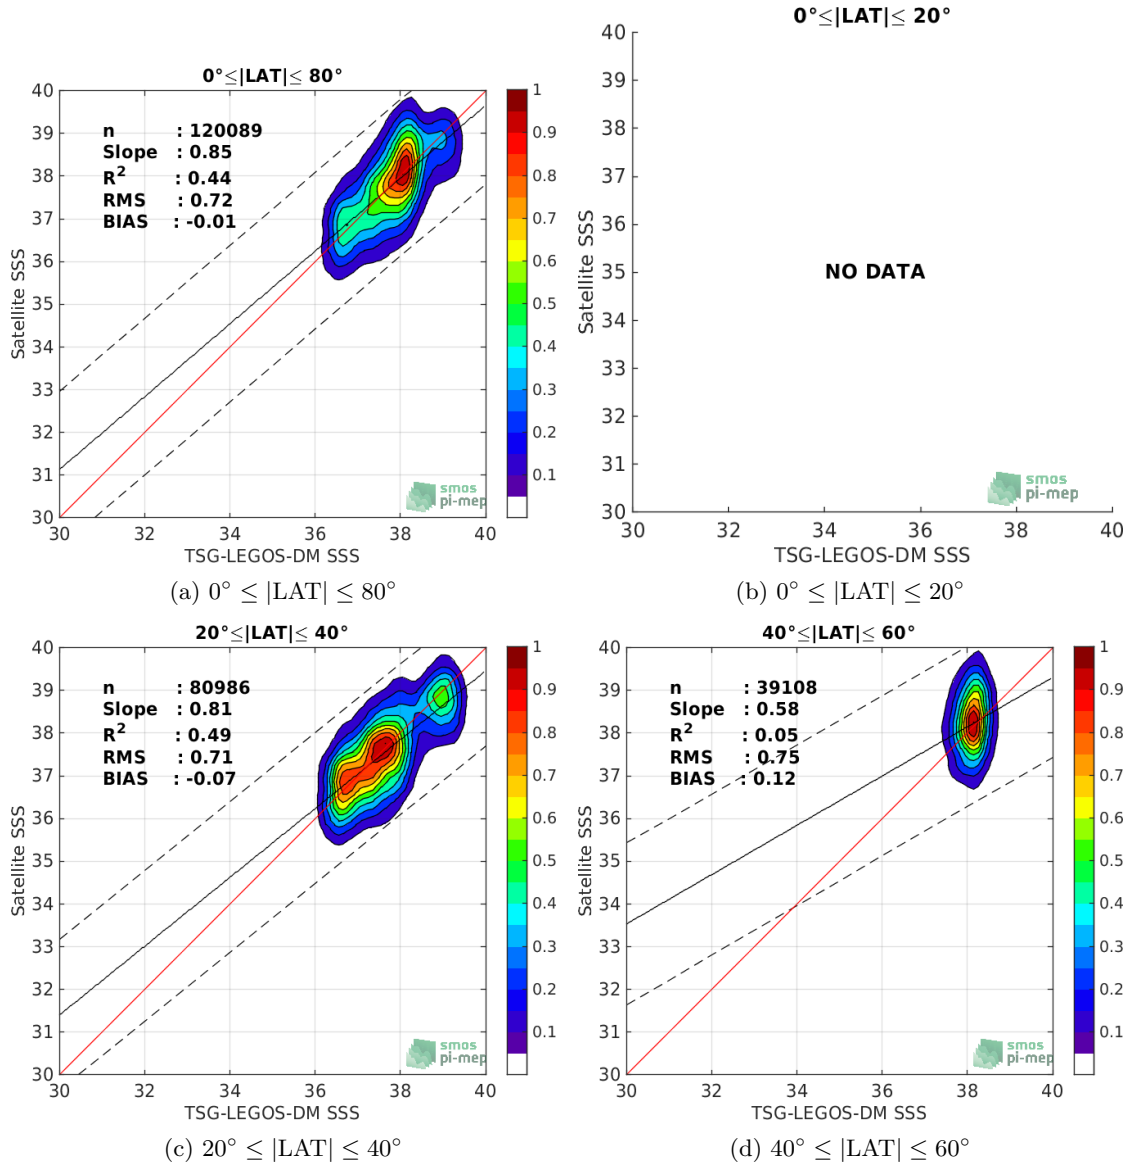 0°≤|LAT|≤ 80°
n : 120089
Slope : 0.85
R² : 0.44
RMS : 0.72
BIAS : -0.01
40
39
38
37
36
35
34
33
32
31
30
Satellite SSS
30 32 34 36 38 40
TSG-LEGOS-DM SSS
1
0.9
0.8
0.7
0.6
0.5
0.4
0.3
0.2
0.1
smos
pi-mep
(a) 0° ≤ |LAT| ≤ 80°
0°≤|LAT|≤ 20°
40
39
38
37
36
35
34
33
32
31
30
Satellite SSS
NO DATA
30 32 34 36 38 40
TSG-LEGOS-DM SSS
smos
pi-mep
(b) 0° ≤ |LAT| ≤ 20°
20°≤|LAT|≤ 40°
n : 80986
Slope : 0.81
R² : 0.49
RMS : 0.71
BIAS : -0.07
40
39
38
37
36
35
34
33
32
31
30
Satellite SSS
30 32 34 36 38 40
TSG-LEGOS-DM SSS
1
0.9
0.8
0.7
0.6
0.5
0.4
0.3
0.2
0.1
smos
pi-mep
(c) 20° ≤ |LAT| ≤ 40°
40°≤|LAT|≤ 60°
n : 39108
Slope : 0.58
R² : 0.05
RMS : 0.75
BIAS : 0.12
40
39
38
37
36
35
34
33
32
31
30
Satellite SSS
30 32 34 36 38 40
TSG-LEGOS-DM SSS
1
0.9
0.8
0.7
0.6
0.5
0.4
0.3
0.2
0.1
smos
pi-mep
(d) 40° ≤ |LAT| ≤ 60°